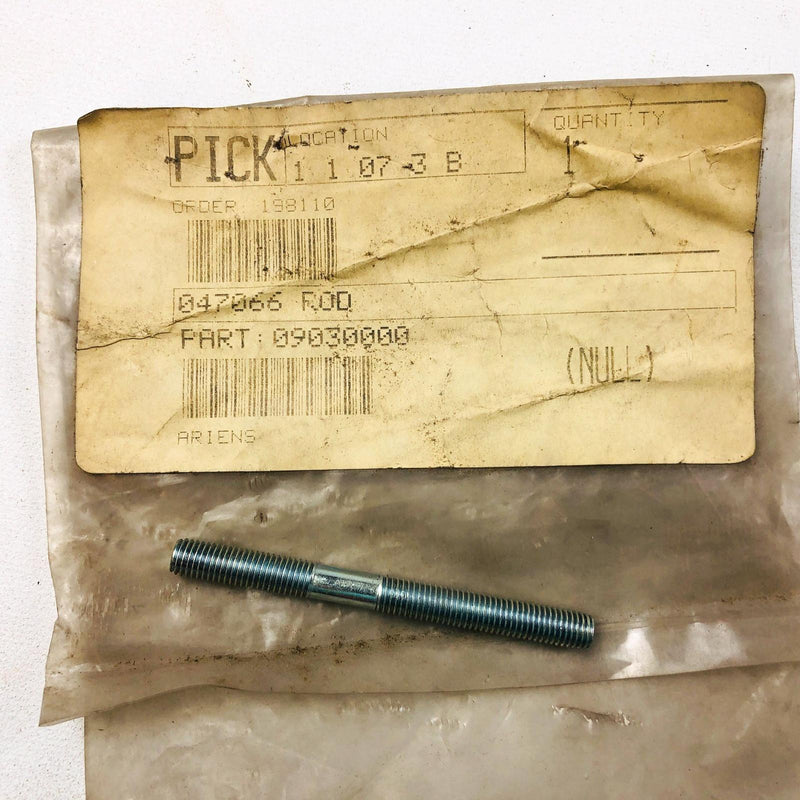 PICK LOCATION QUANTITY
1 1 07 3 B 1
ORDER 198110
047066 ROD
PART: 09030000
(NULL)
ARIENS